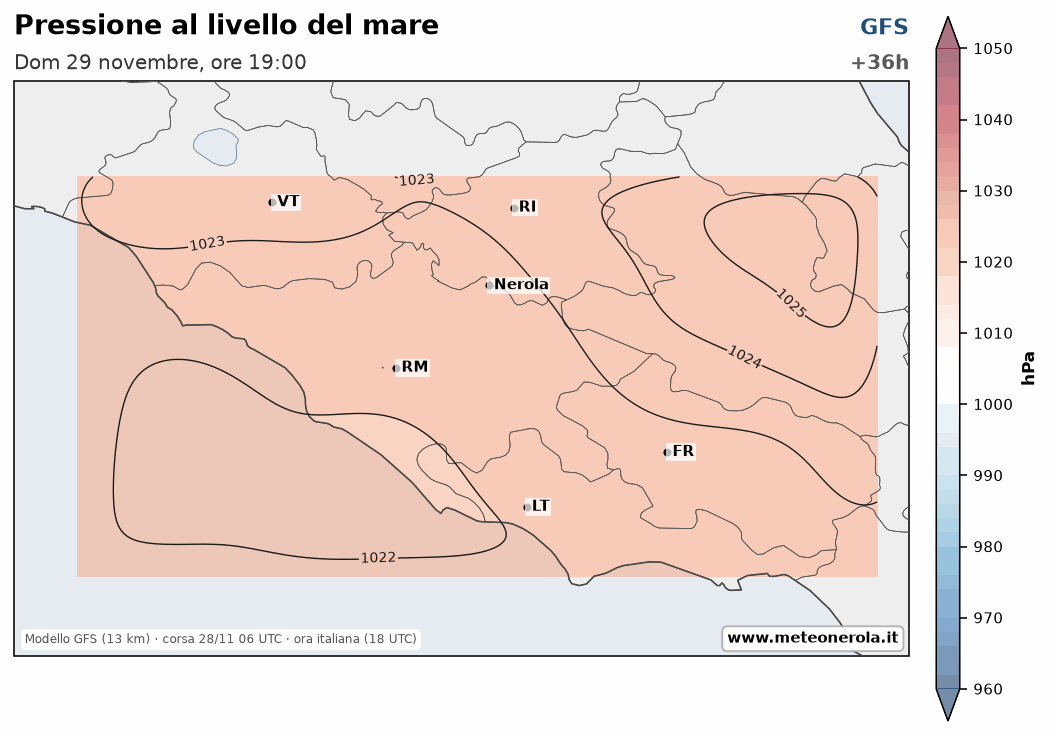 Pressione al livello del mare
GFS
Dom 29 novembre, ore 19:00
+36h
1023
VT
RI
1023
Nerola
1025
1024
RM
FR
LT
1022
Modello GFS (13 km) · corsa 28/11 06 UTC · ora italiana (18 UTC)
www.meteonerola.it
1050
1040
1030
1020
1010
1000
990
980
970
960
hPa